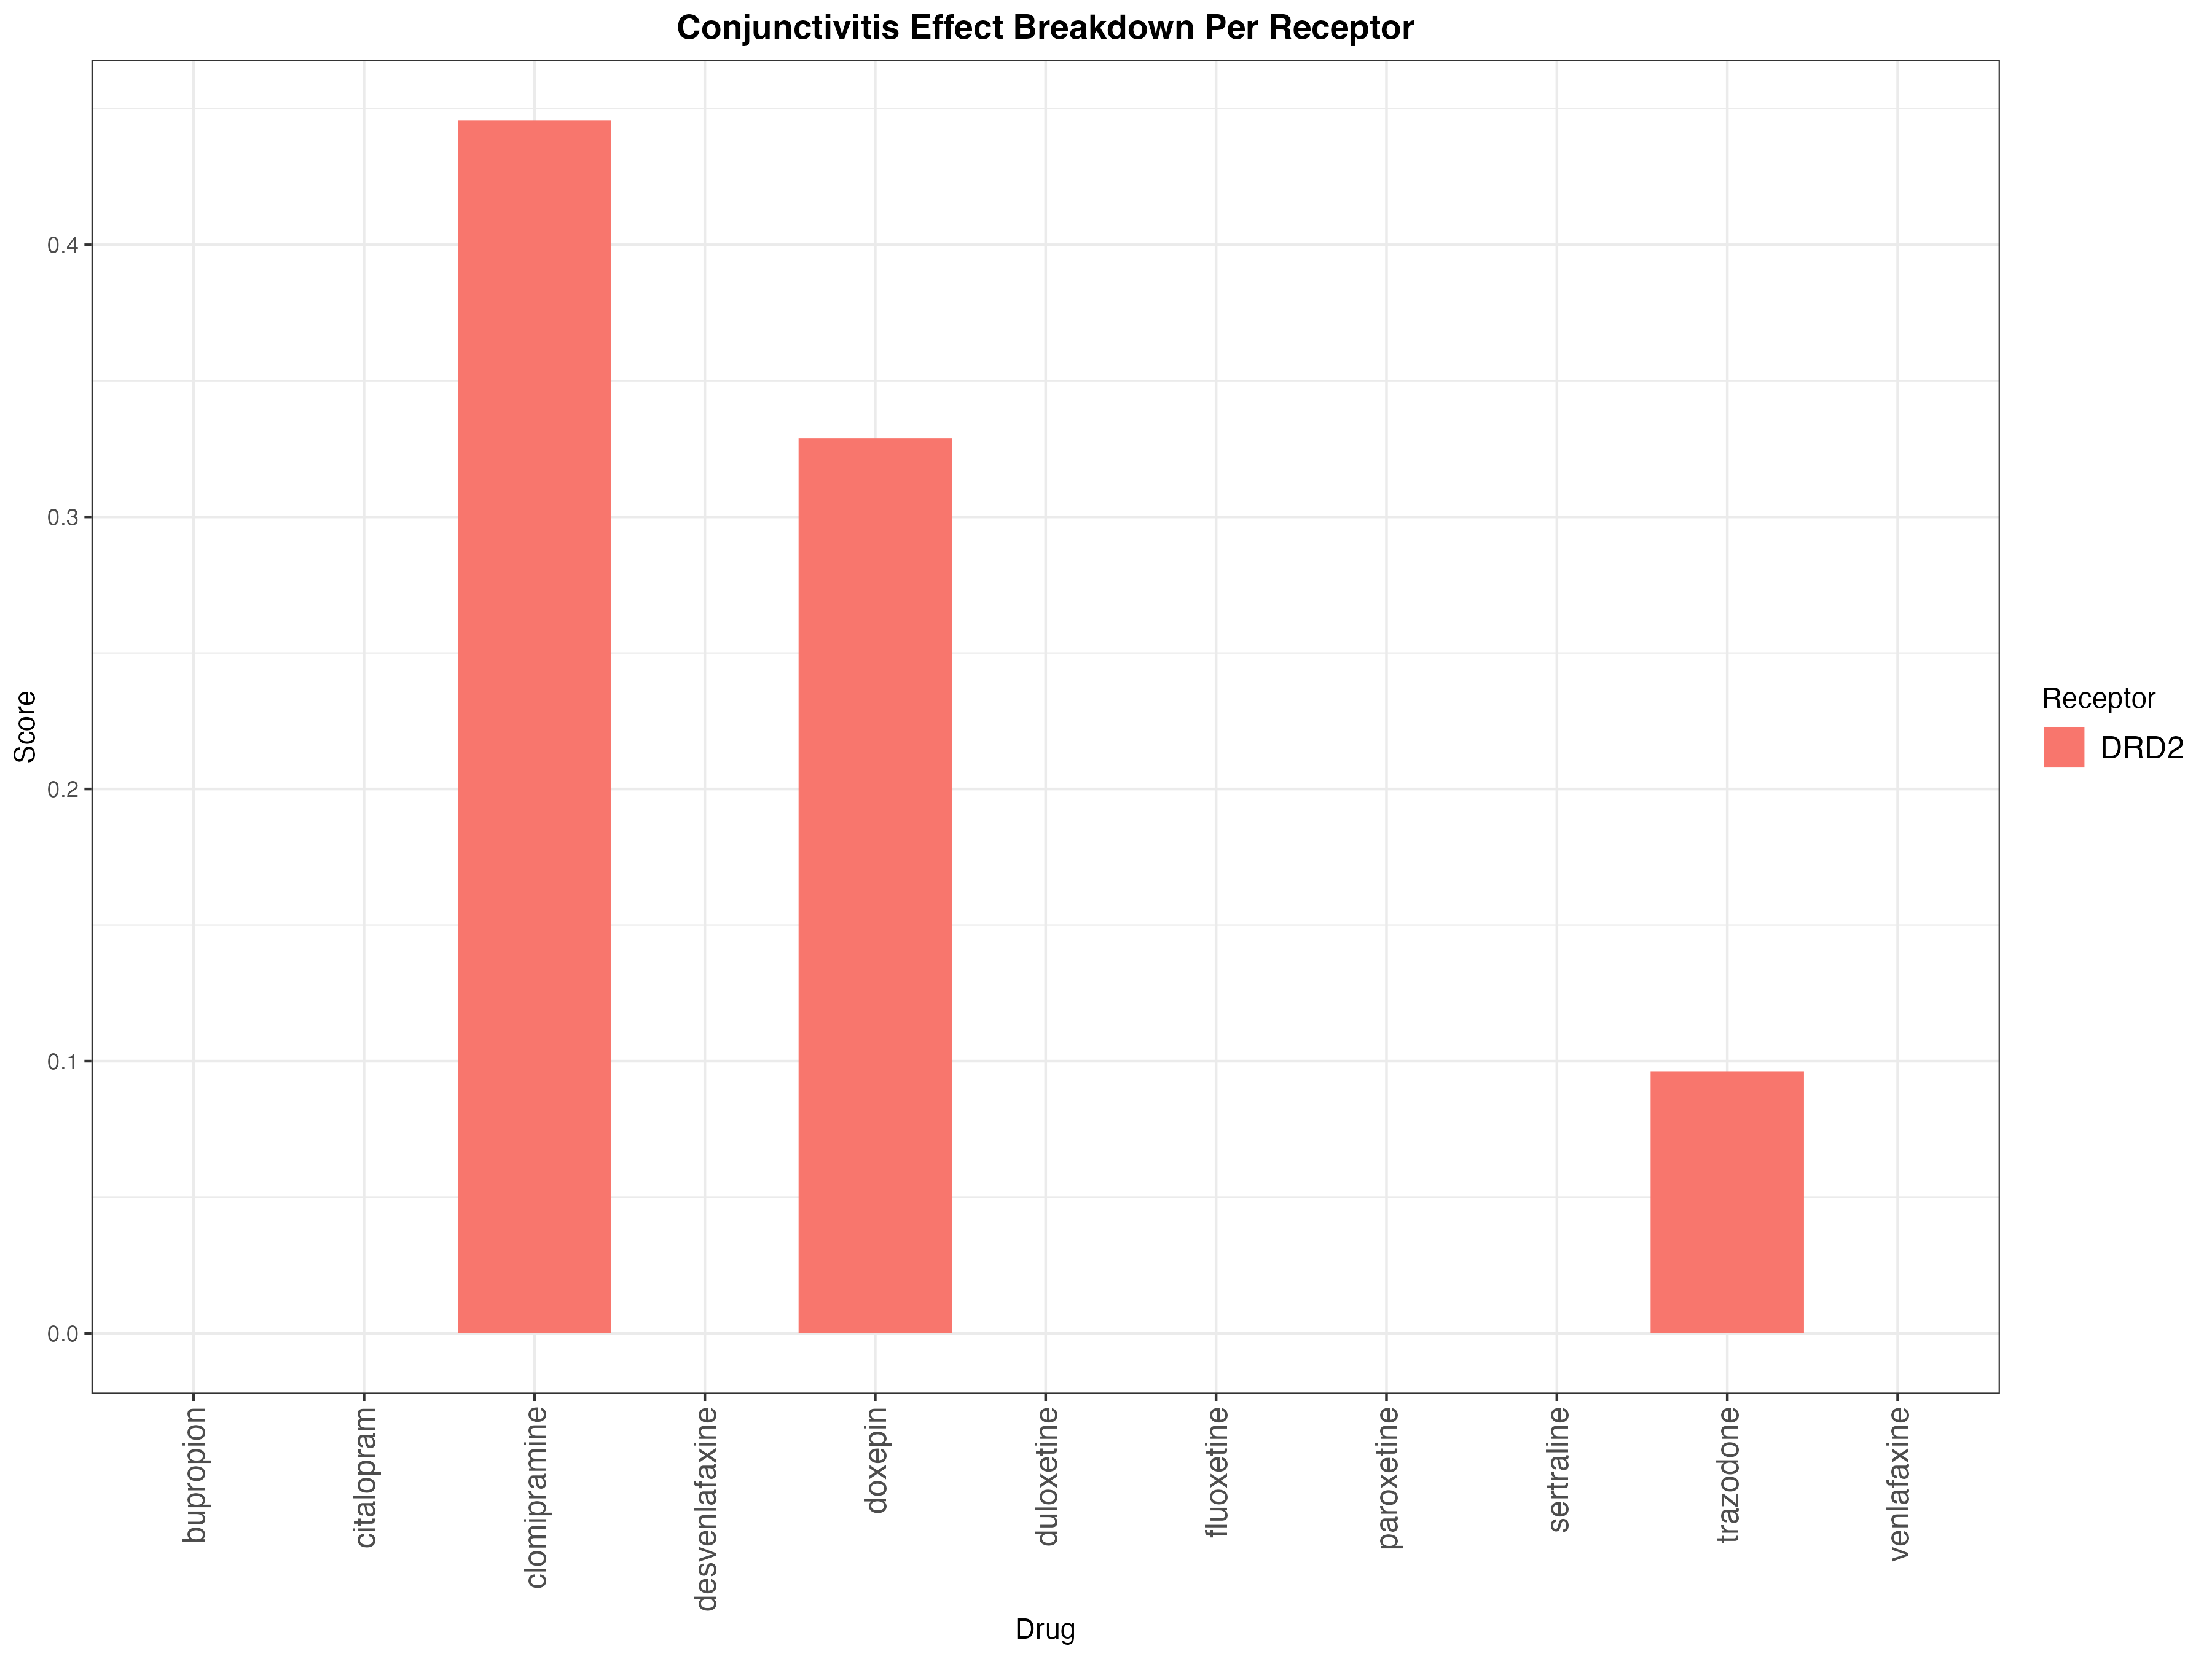 Conjunctivitis Effect Breakdown Per Receptor
Score
0.4
0.3
0.2
0.1
0.0
bupropion
citalopram
clomipramine
desvenlafaxine
doxepin
duloxetine
fluoxetine
paroxetine
sertraline
trazodone
venlafaxine
Drug
Receptor
DRD2